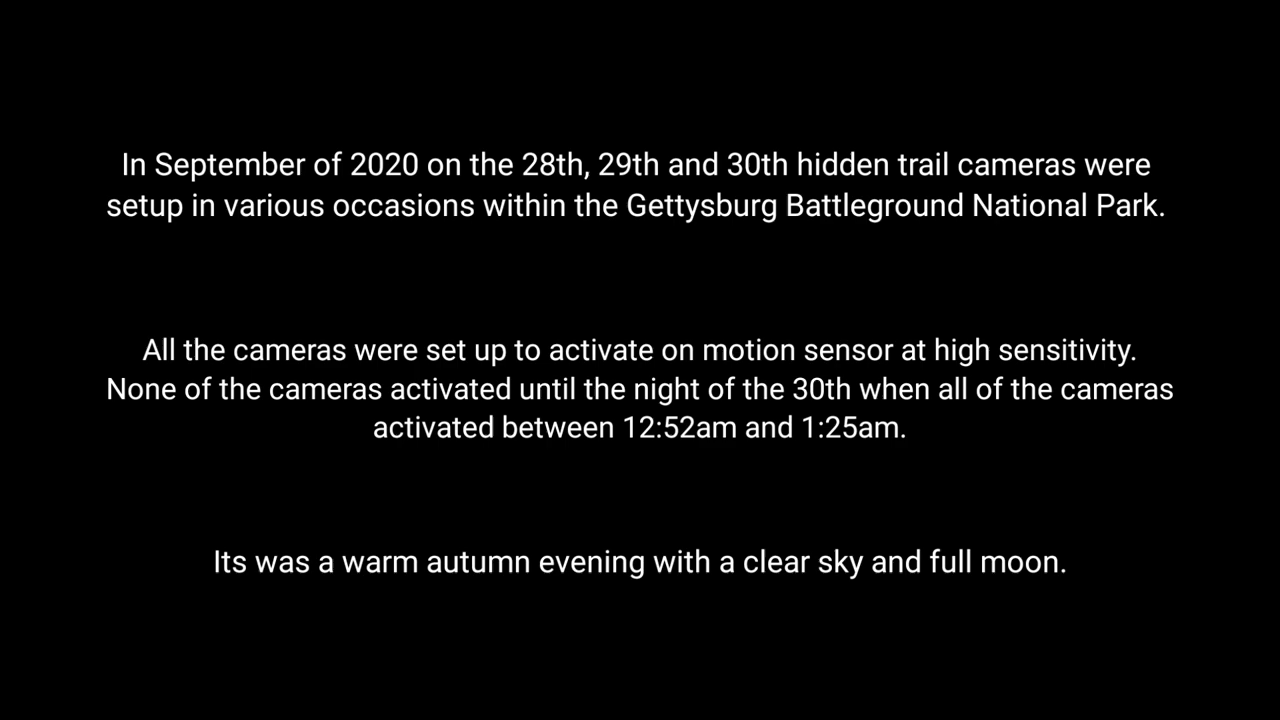 In September of 2020 on the 28th, 29th and 30th hidden trail cameras were
setup in various occasions within the Gettysburg Battleground National Park.
All the cameras were set up to activate on motion sensor at high sensitivity.
None of the cameras activated until the night of the 30th when all of the cameras
activated between 12:52am and 1:25am.
Its was a warm autumn evening with a clear sky and full moon.